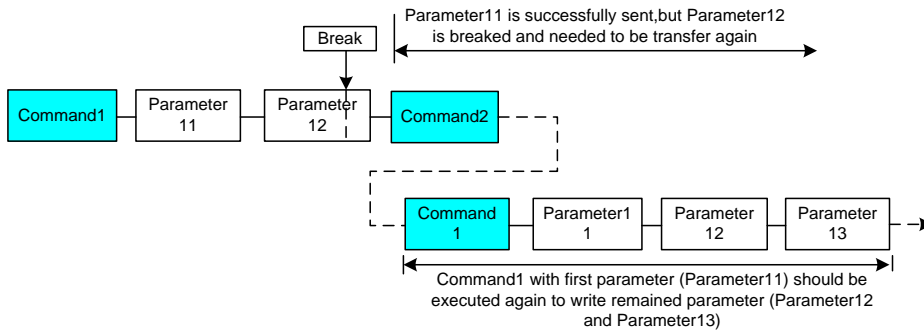 Parameter11 is successfully sent,but Parameter12
is breaked and needed to be transfer again
Break
Command1
Parameter
11
Parameter
12
Command2
Command
1
Parameter1
1
Parameter
12
Parameter
13
Command1 with first parameter (Parameter11) should be
executed again to write remained parameter (Parameter12
and Parameter13)